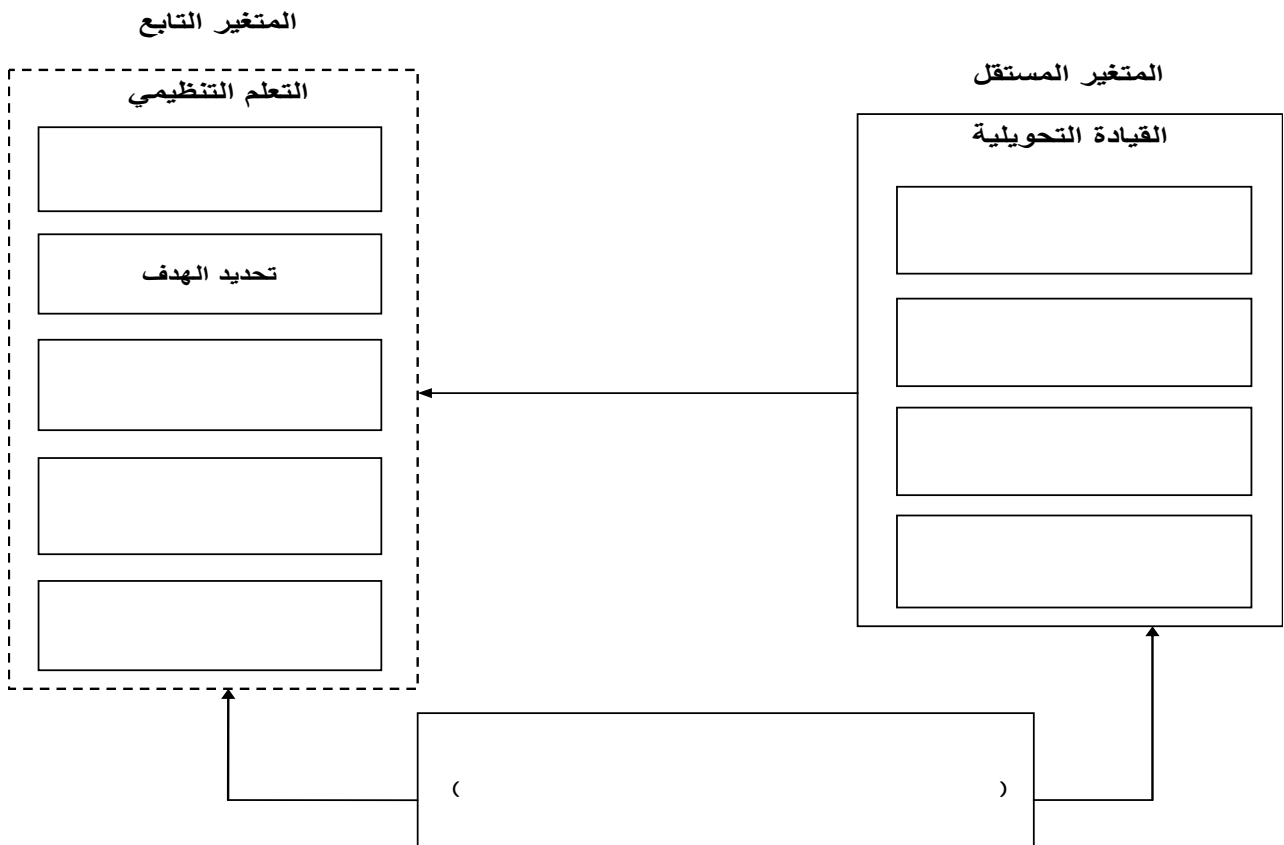 المتغير المستقل
القيادة التحويلية
المتغير التابع
التعلم التنظيمي
تحديد الهدف
(                    )